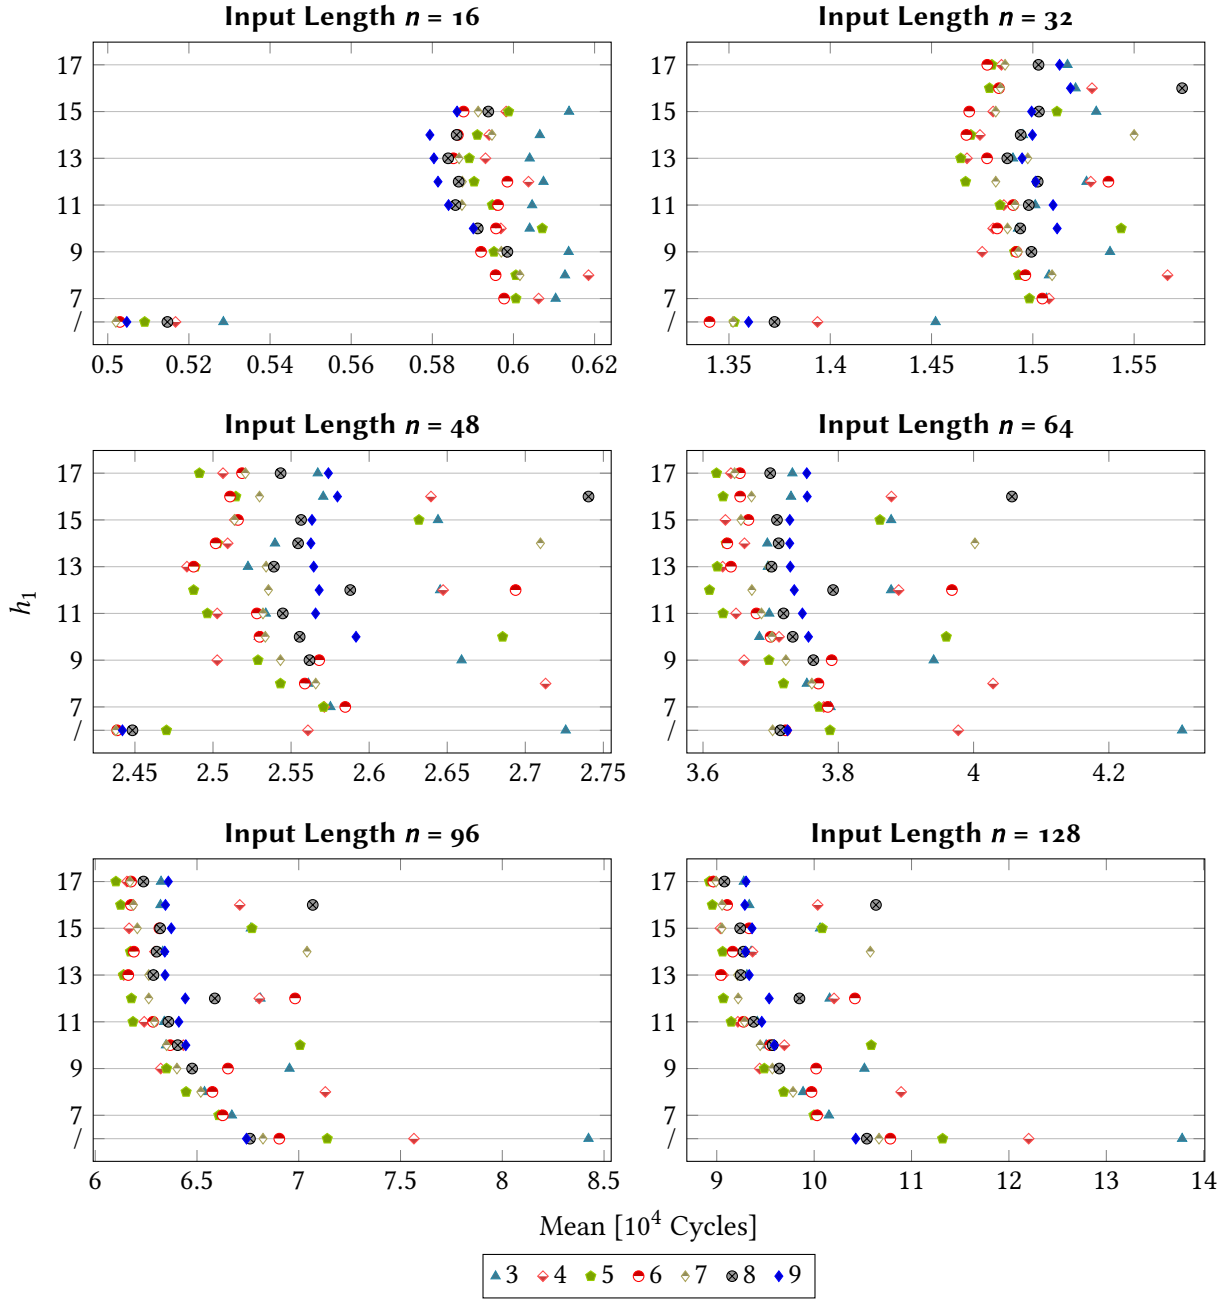 Input Length n = 16
Input Length n = 32
17
15
13
11
9
7
/
0.5 0.52 0.54 0.56 0.58 0.6 0.62
17
15
13
11
9
7
/
1.35 1.4 1.45 1.5 1.55
Input Length n = 48
Input Length n = 64
h1
17
15
13
11
9
7
/
2.45 2.5 2.55 2.6 2.65 2.7 2.75
17
15
13
11
9
7
/
3.6 3.8 4 4.2
Input Length n = 96
Input Length n = 128
17
15
13
11
9
7
/
6 6.5 7 7.5 8 8.5
17
15
13
11
9
7
/
9 10 11 12 13 14
Mean [10⁴ Cycles]
3 4 5 6 7 8 9